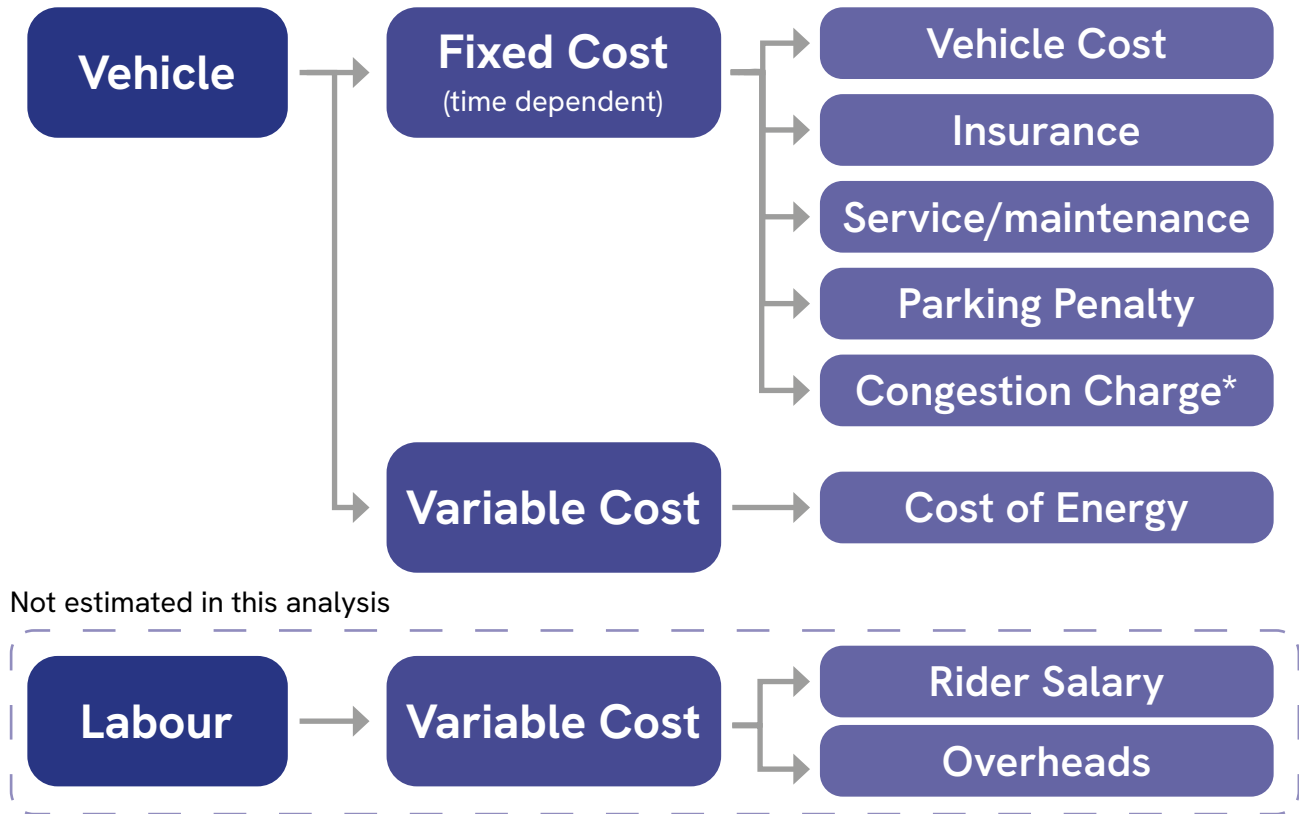 Vehicle
Fixed Cost
(time dependent)
Vehicle Cost
Insurance
Service/maintenance
Parking Penalty
Congestion Charge*
Variable Cost
Cost of Energy
Not estimated in this analysis
Labour
Variable Cost
Rider Salary
Overheads